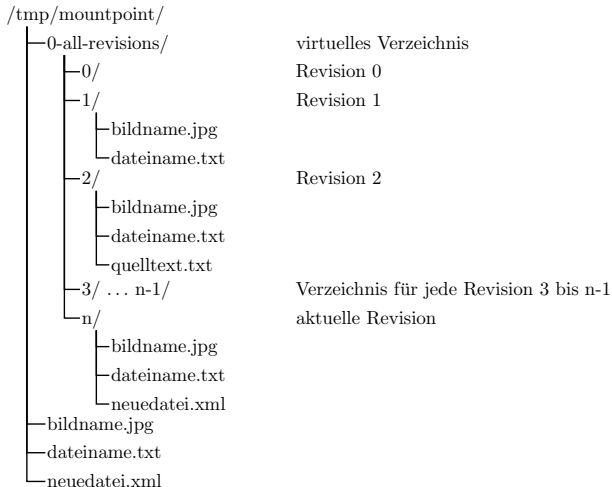 /tmp/mountpoint/
0-all-revisions/ virtuelles Verzeichnis
0/ Revision 0
1/ Revision 1
bildname.jpg
dateiname.txt
2/ Revision 2
bildname.jpg
dateiname.txt
quelltext.txt
3/ ... n-1/ Verzeichnis für jede Revision 3 bis n-1
n/ aktuelle Revision
bildname.jpg
dateiname.txt
neuedatei.xml
bildname.jpg
dateiname.txt
neuedatei.xml